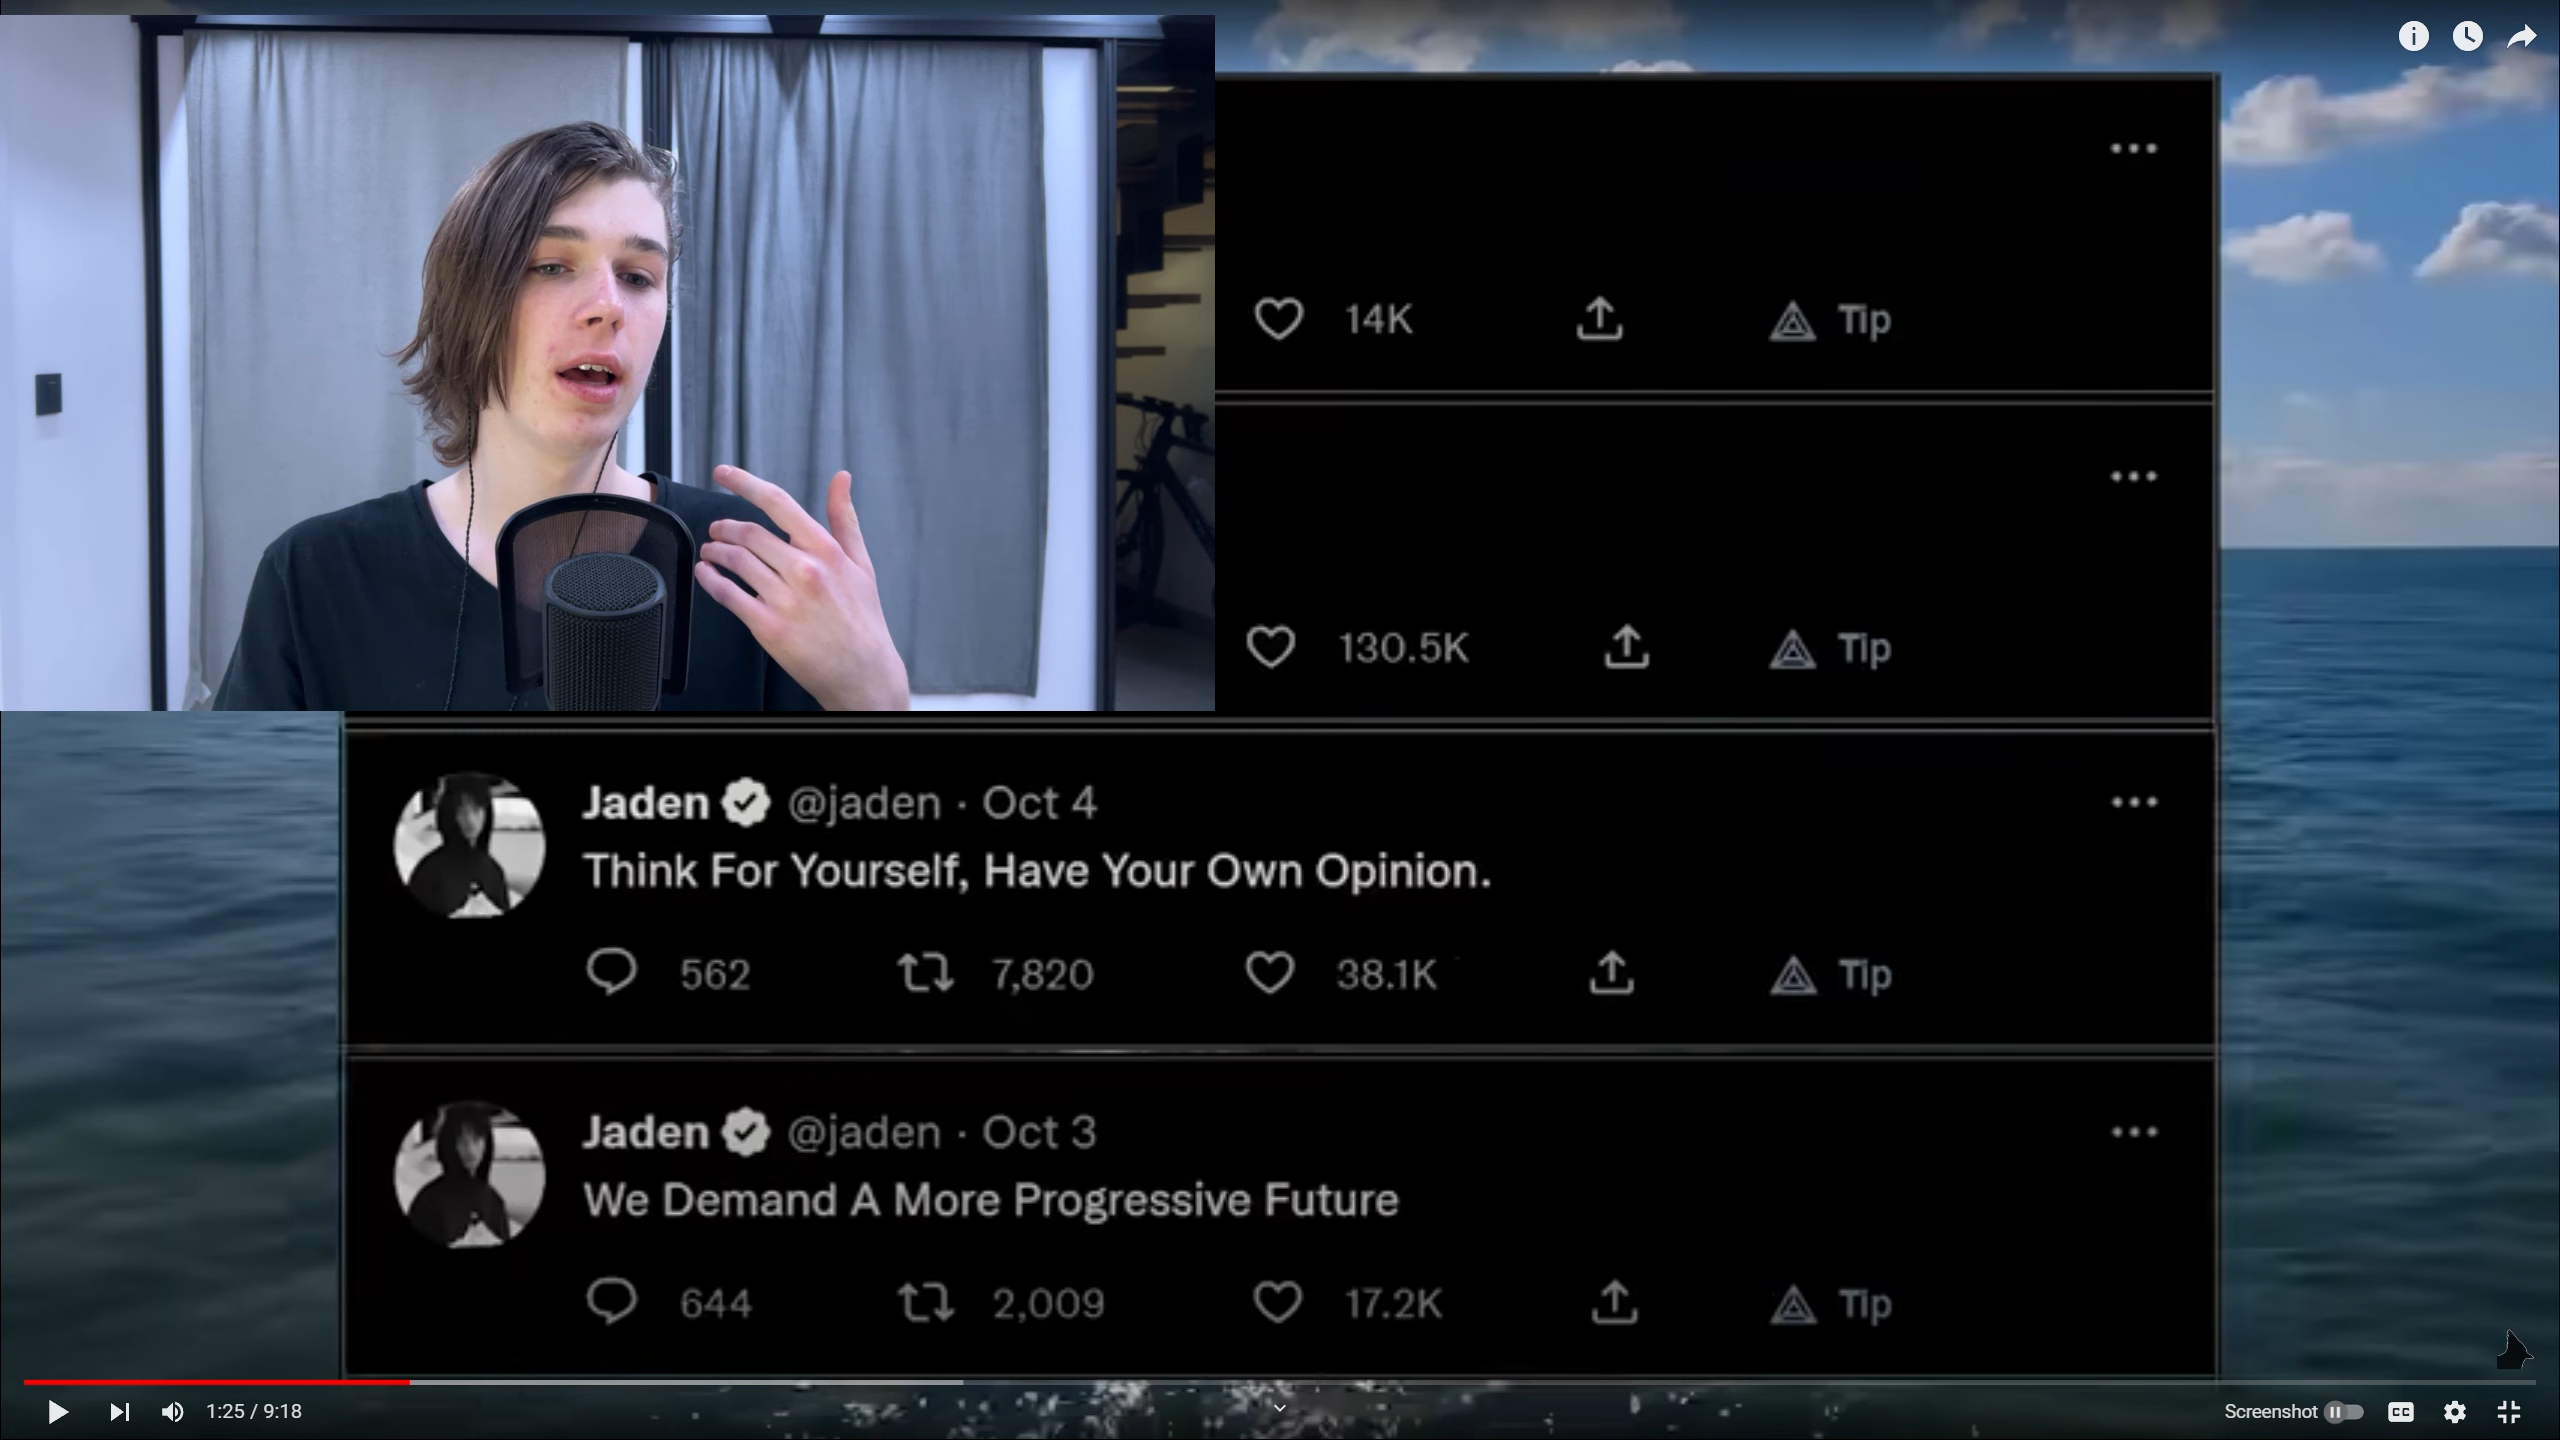 14K Tip
130.5K Tip
Jaden @jaden · Oct 4
Think For Yourself, Have Your Own Opinion.
562 7,820 38.1K Tip
Jaden @jaden · Oct 3
We Demand A More Progressive Future
644 2,009 17.2K Tip
1:25 / 9:18 Screenshot CC